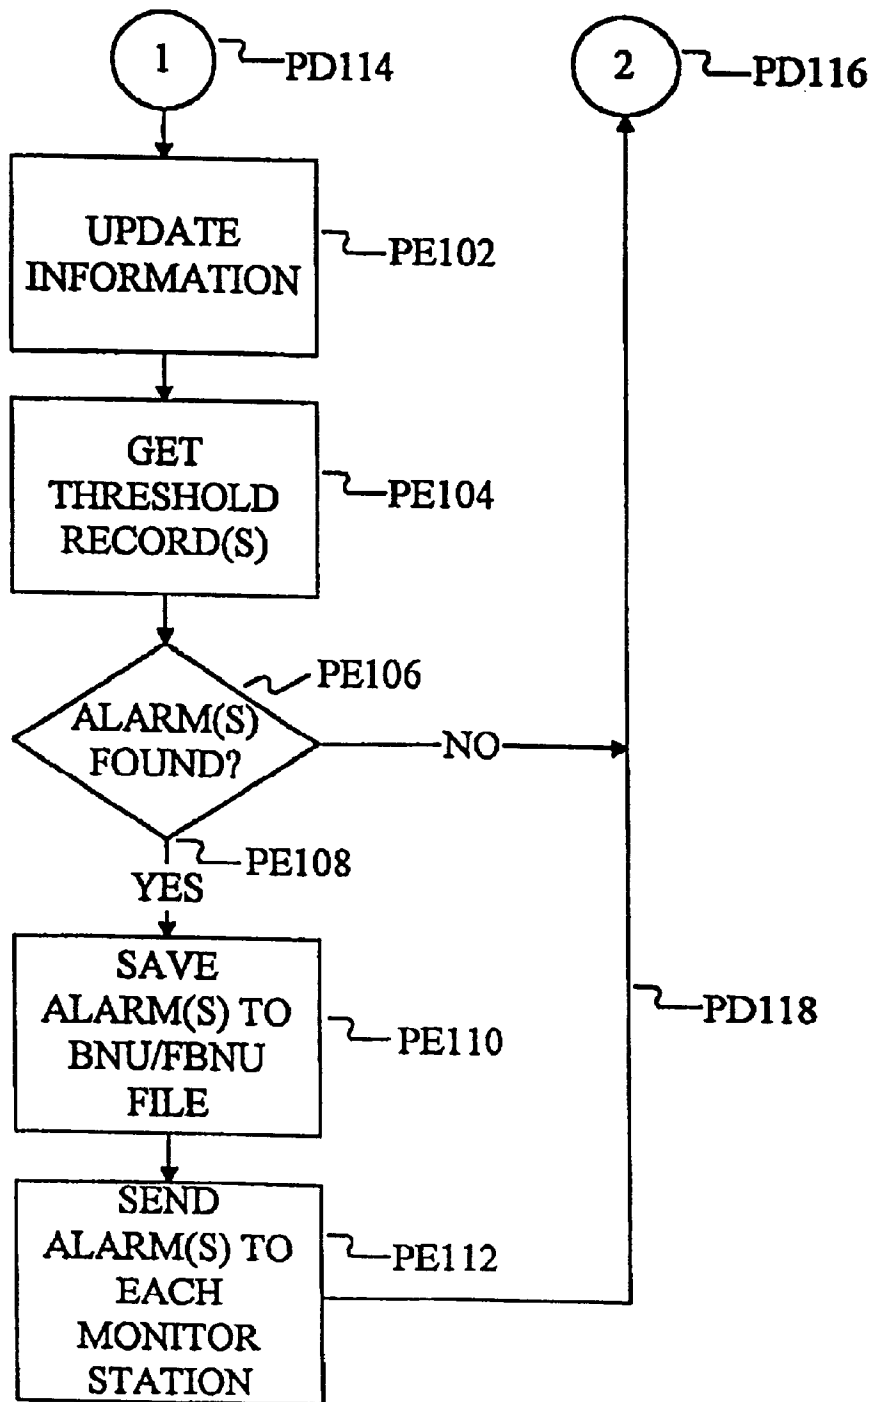 1
PD114
2
PD116
UPDATE
INFORMATION
PE102
GET
THRESHOLD
RECORD(S)
PE104
PE106
ALARM(S)
FOUND?
NO
PE108
YES
SAVE
ALARM(S) TO
BNU/FBNU
FILE
PE110
PD118
SEND
ALARM(S) TO
EACH
MONITOR
STATION
PE112